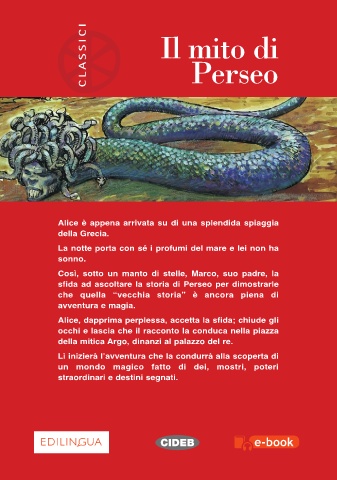 CLASSICI
Il mito di
Perseo
Alice è appena arrivata su di una splendida spiaggia
della Grecia.
La notte porta con sé i profumi del mare e lei non ha
sonno.
Così, sotto un manto di stelle, Marco, suo padre, la
sfida ad ascoltare la storia di Perseo per dimostrarle
che quella “vecchia storia” è ancora piena di
avventura e magia.
Alice, dapprima perplessa, accetta la sfida; chiude gli
occhi e lascia che il racconto la conduca nella piazza
della mitica Argo, dinanzi al palazzo del re.
Lì inizierà l’avventura che la condurrà alla scoperta di
un mondo magico fatto di dei, mostri, poteri
straordinari e destini segnati.
EDILINGUA
CIDEB
e-book